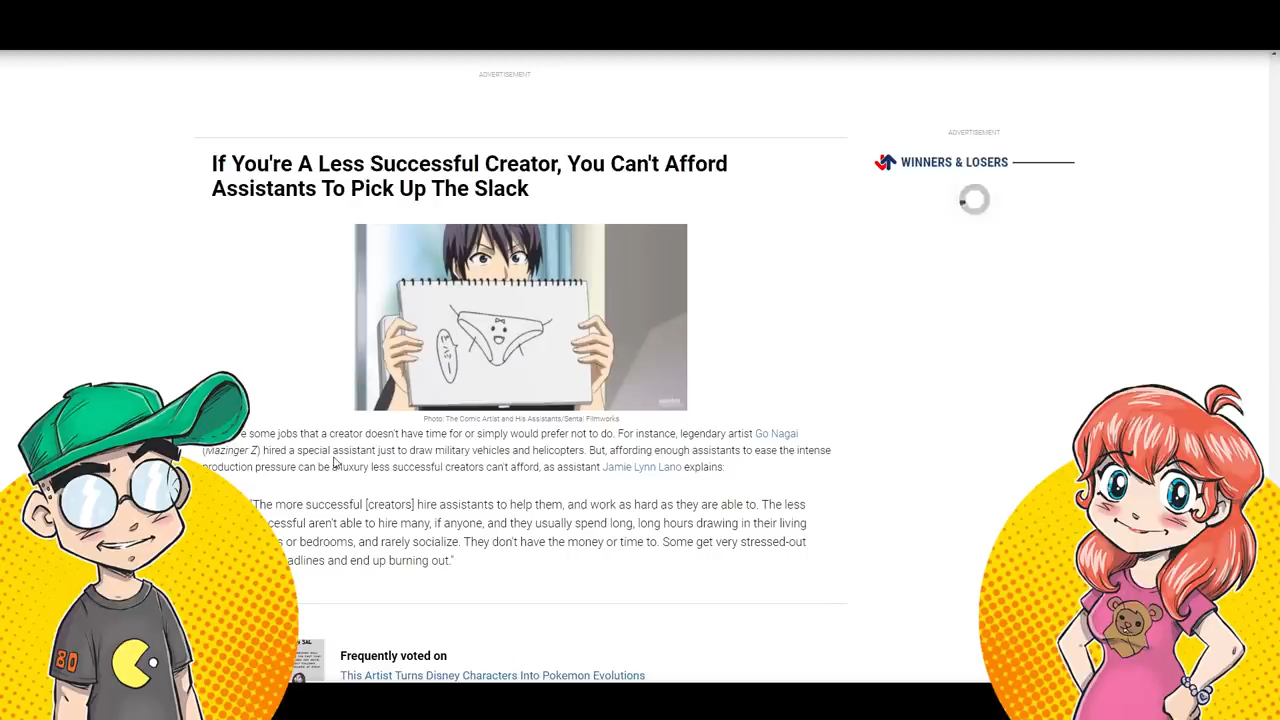 ADVERTISEMENT
ADVERTISEMENT
If You're A Less Successful Creator, You Can't Afford
Assistants To Pick Up The Slack
WINNERS & LOSERS
Photo: The Comic Artist and His Assistants/Sentai Filmworks
some jobs that a creator doesn't have time for or simply would prefer not to do. For instance, legendary artist Go Nagai
(Mazinger Z) hired a special assistant just to draw military vehicles and helicopters. But, affording enough assistants to ease the intense
production pressure can be luxury less successful creators can't afford, as assistant Jamie Lynn Lano explains:
"The more successful [creators] hire assistants to help them, and work as hard as they are able to. The less
cessful aren't able to hire many, if anyone, and they usually spend long, long hours drawing in their living
or bedrooms, and rarely socialize. They don't have the money or time to. Some get very stressed-out
adlines and end up burning out."
Frequently voted on
This Artist Turns Disney Characters Into Pokemon Evolutions
80